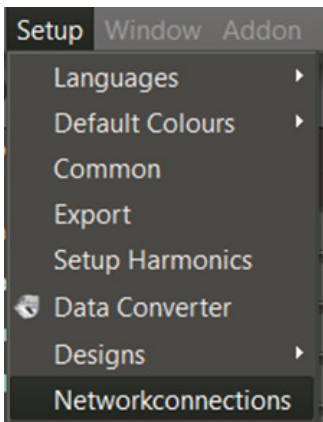 Setup Window Addon
Languages
Default Colours
Common
Export
Setup Harmonics
Data Converter
Designs
Networkconnections